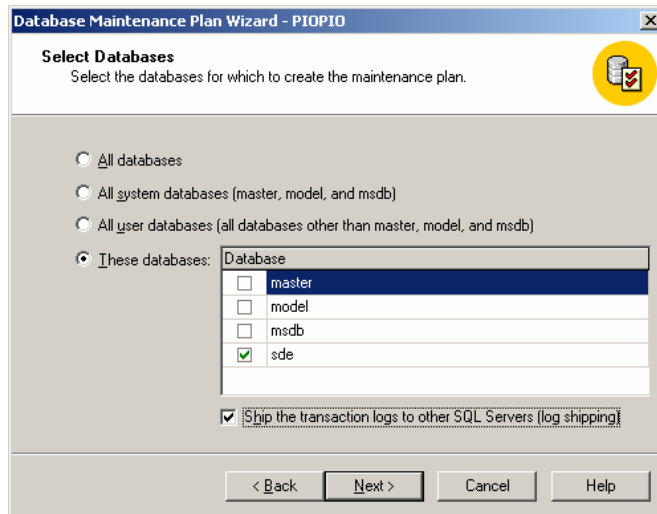 Database Maintenance Plan Wizard - PIOPIO
Select Databases
Select the databases for which to create the maintenance plan.
All databases
All system databases (master, model, and msdb)
All user databases (all databases other than master, model, and msdb)
These databases:
Database
master
model
msdb
sde
Ship the transaction logs to other SQL Servers (log shipping)
< Back
Next >
Cancel
Help